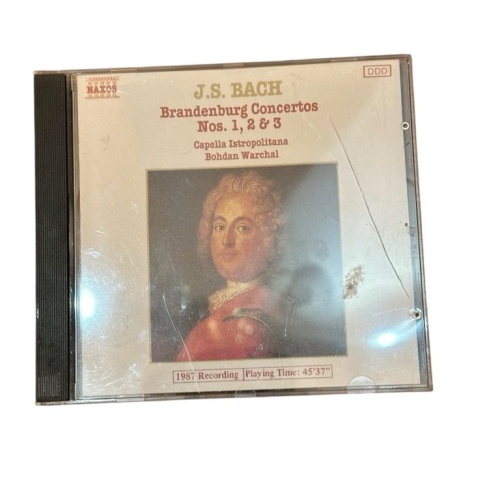 NAXOS
DDD
J.S. BACH
Brandenburg Concertos
Nos. 1, 2 & 3
Capella Istropolitana
Bohdan Warchal
1987 Recording Playing Time: 45'37"